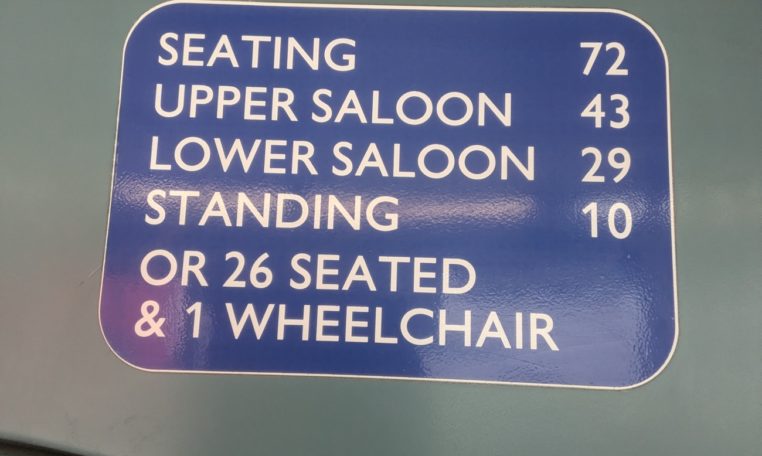 SEATING 72
UPPER SALOON 43
LOWER SALOON 29
STANDING 10
OR 26 SEATED
& 1 WHEELCHAIR